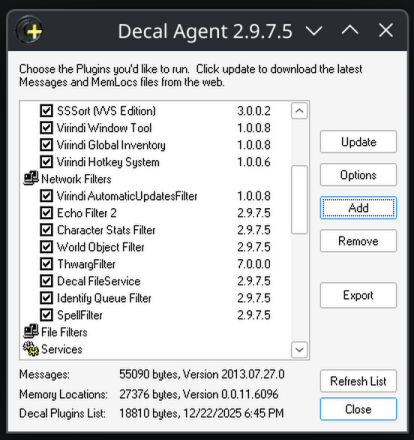 Decal Agent 2.9.7.5
Choose the Plugins you'd like to run. Click update to download the latest
Messages and MemLocs files from the web.
SSSort (VVS Edition) 3.0.0.2
Virindi Window Tool 1.0.0.8
Virindi Global Inventory 1.0.0.8
Virindi Hotkey System 1.0.0.6
Network Filters
Virindi AutomaticUpdatesFilter 1.0.0.8
Echo Filter 2 2.9.7.5
Character Stats Filter 2.9.7.5
World Object Filter 2.9.7.5
ThwargFilter 7.0.0.0
Decal FileService 2.9.7.5
Identify Queue Filter 2.9.7.5
SpellFilter 2.9.7.5
File Filters
Services
Update
Options
Add
Remove
Export
Refresh List
Close
Messages: 55090 bytes, Version 2013.07.27.0
Memory Locations: 27376 bytes, Version 0.0.11.6096
Decal Plugins List: 18810 bytes, 12/22/2025 6:45 PM